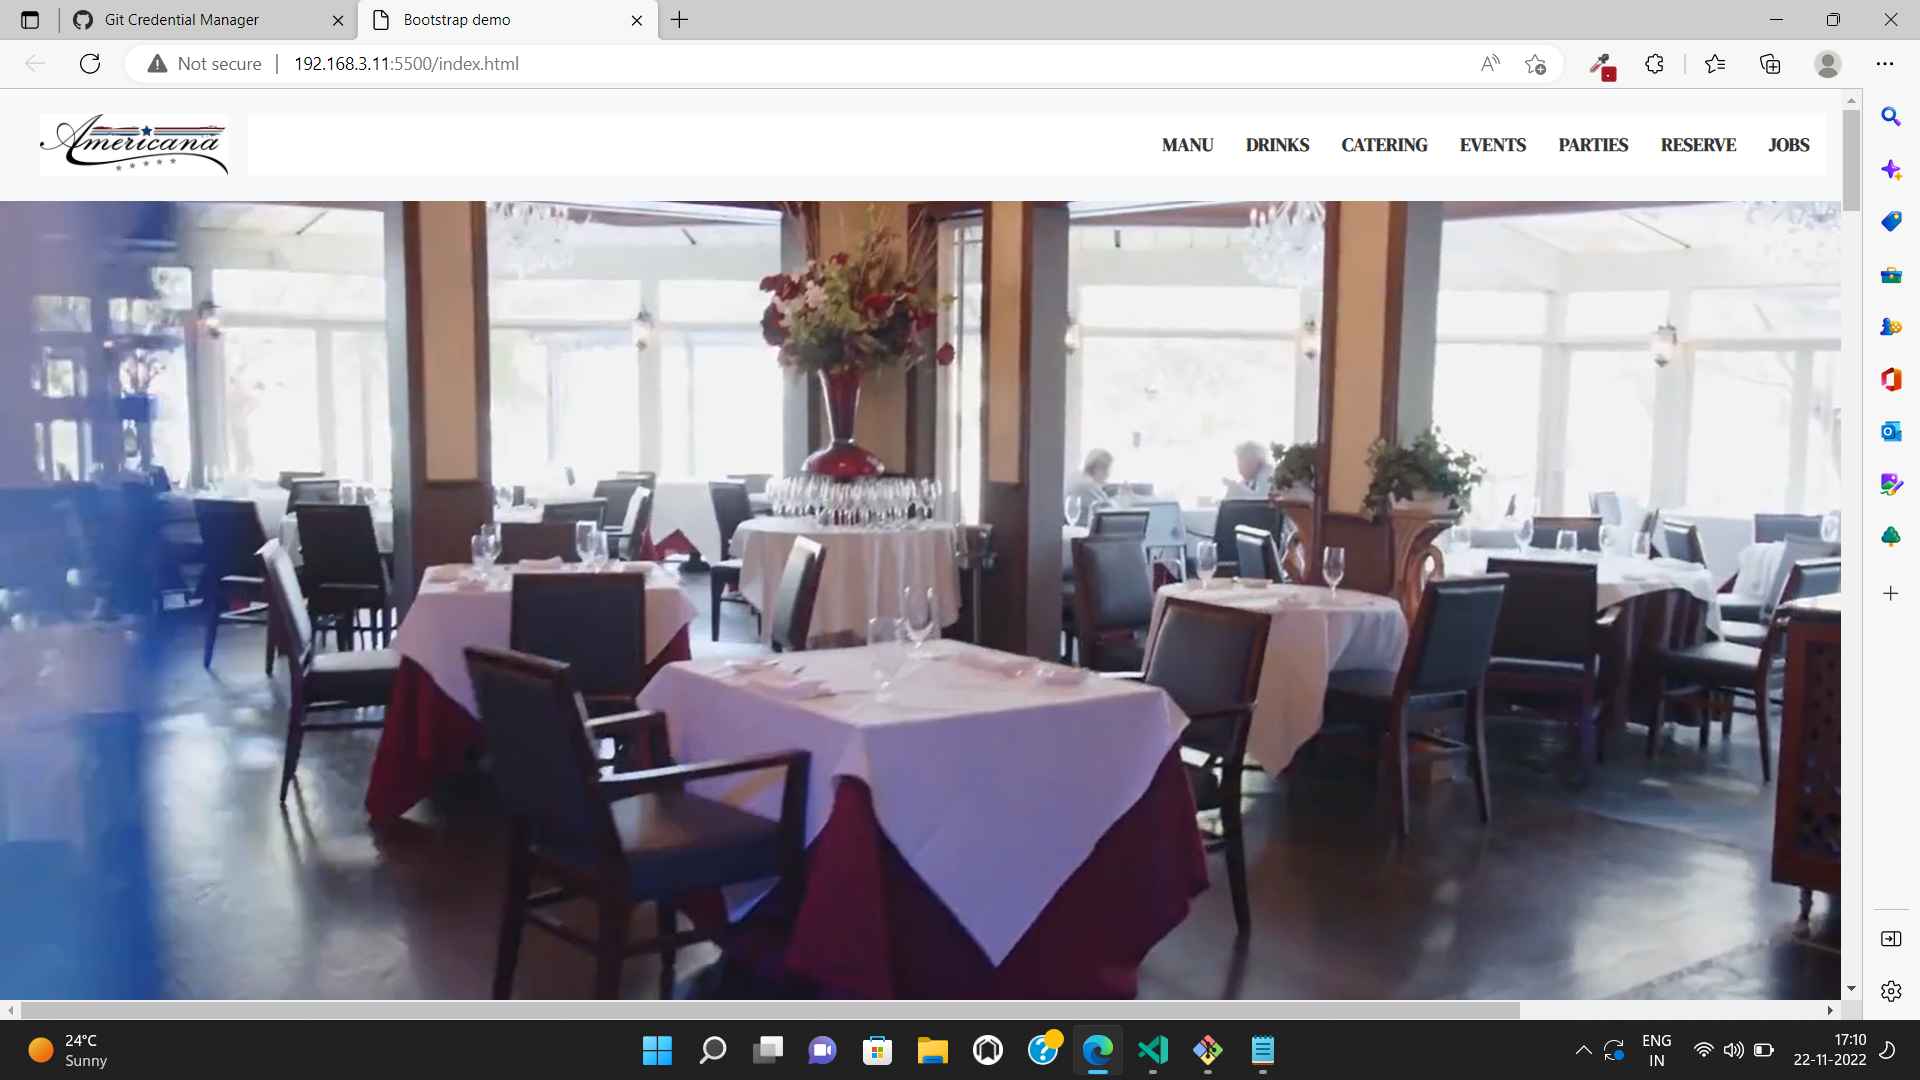 Git Credential Manager
Bootstrap demo
Not secure
192.168.3.11:5500/index.html
Americana
MANU
DRINKS
CATERING
EVENTS
PARTIES
RESERVE
JOBS
24°C
Sunny
ENG
IN
17:10
22-11-2022